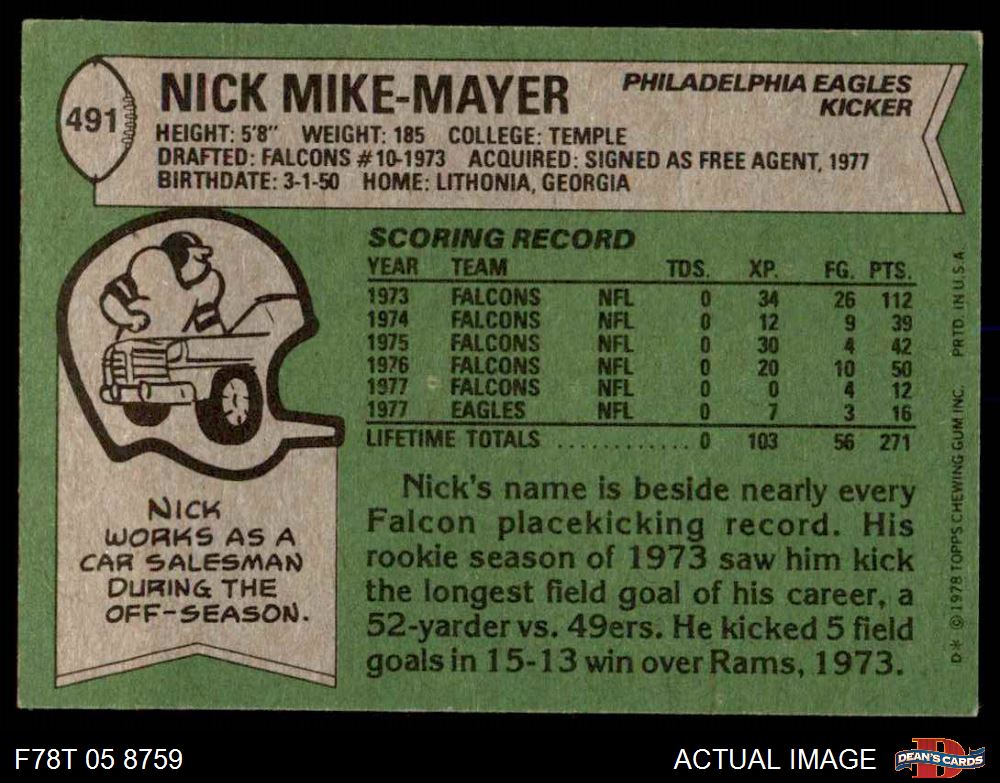 491
NICK MIKE-MAYER
PHILADELPHIA EAGLES
KICKER
HEIGHT: 5'8" WEIGHT: 185 COLLEGE: TEMPLE
DRAFTED: FALCONS #10-1973 ACQUIRED: SIGNED AS FREE AGENT, 1977
BIRTHDATE: 3-1-50 HOME: LITHONIA, GEORGIA
SCORING RECORD
YEAR TEAM TDS. XP. FG. PTS.
1973 FALCONS NFL 0 34 26 112
1974 FALCONS NFL 0 12 9 39
1975 FALCONS NFL 0 30 4 42
1976 FALCONS NFL 0 20 10 50
1977 FALCONS NFL 0 0 4 12
1977 EAGLES NFL 0 7 3 16
LIFETIME TOTALS ............ 0 103 56 271
NICK
WORKS AS A
CAR SALESMAN
DURING THE
OFF-SEASON.
Nick's name is beside nearly every
Falcon placekicking record. His
rookie season of 1973 saw him kick
the longest field goal of his career, a
52-yarder vs. 49ers. He kicked 5 field
goals in 15-13 win over Rams, 1973.
D* © 1978 TOPPS CHEWING GUM INC. PRTD. IN U.S.A
F78T 05 8759
ACTUAL IMAGE
D
DEAN'S CARDS